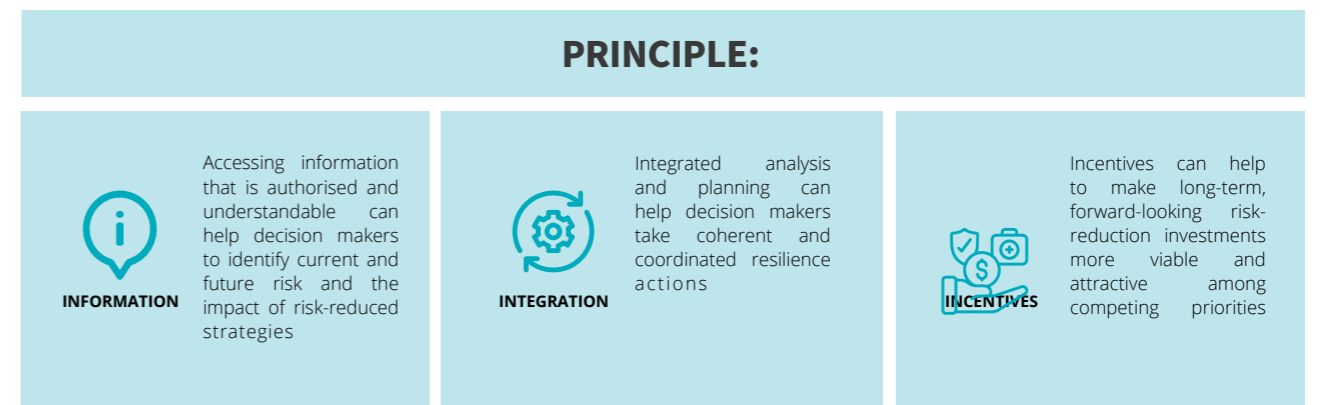 PRINCIPLE:
Accessing information
that is authorised and
understandable can
help decision makers
to identify current and
future risk and the
impact of risk-reduced
strategies
INFORMATION
Integrated analysis
and planning can
help decision makers
take coherent and
coordinated resilience
actions
INTEGRATION
Incentives can help
to make long-term,
forward-looking risk-
reduction investments
more viable and
attractive among
competing priorities
INCENTIVES